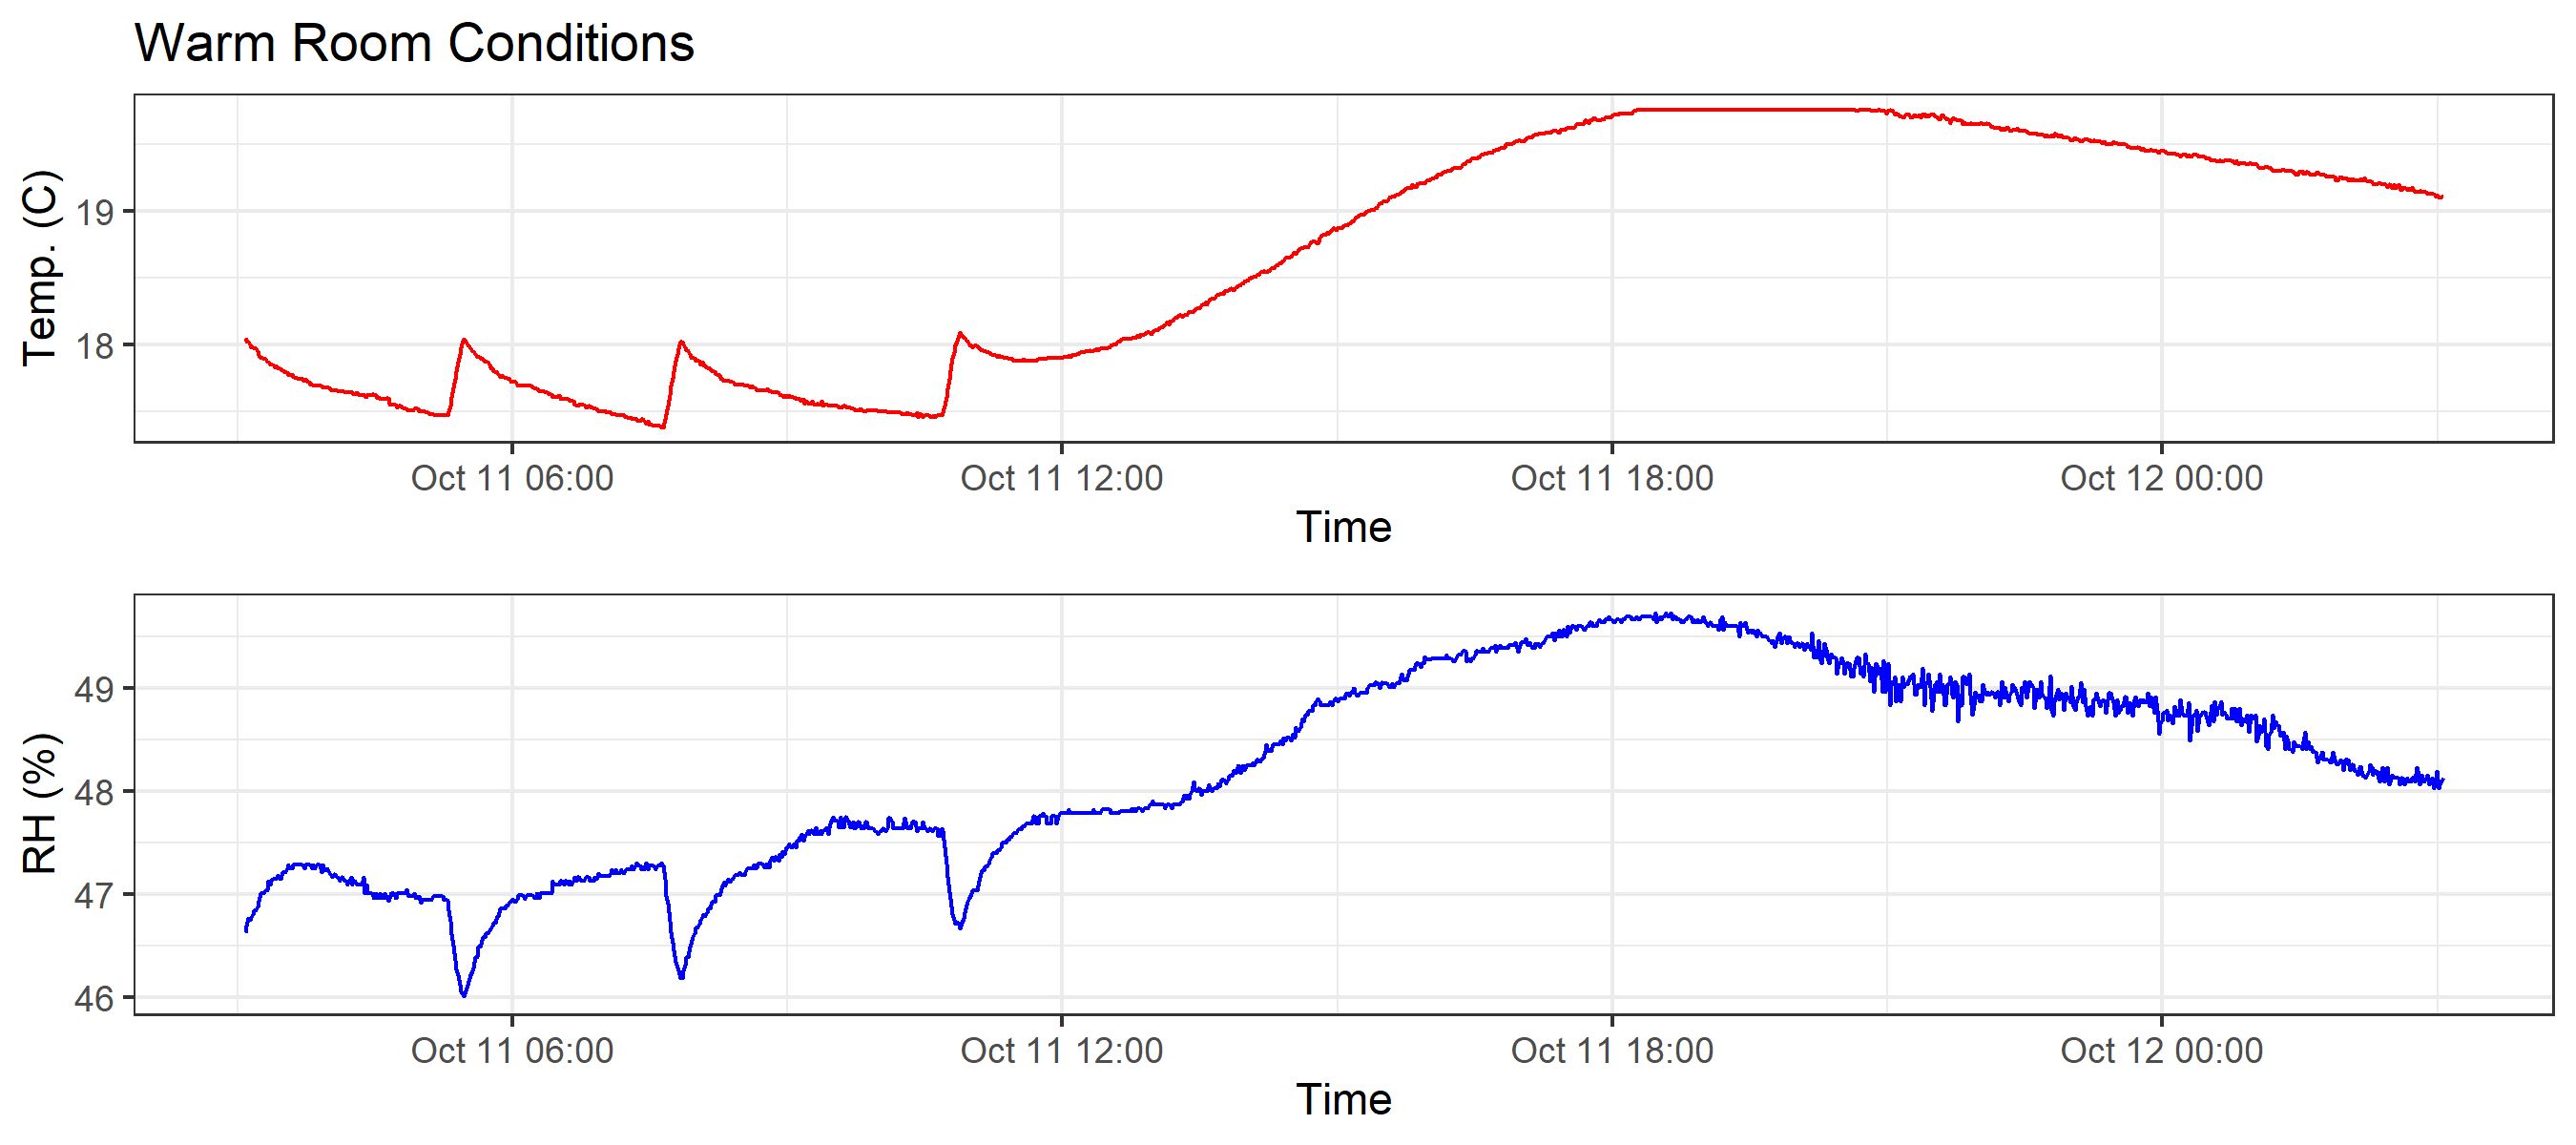 Warm Room Conditions
Temp. (C)
19
18
Oct 11 06:00 Oct 11 12:00 Oct 11 18:00 Oct 12 00:00
Time
RH (%)
49
48
47
46
Oct 11 06:00 Oct 11 12:00 Oct 11 18:00 Oct 12 00:00
Time